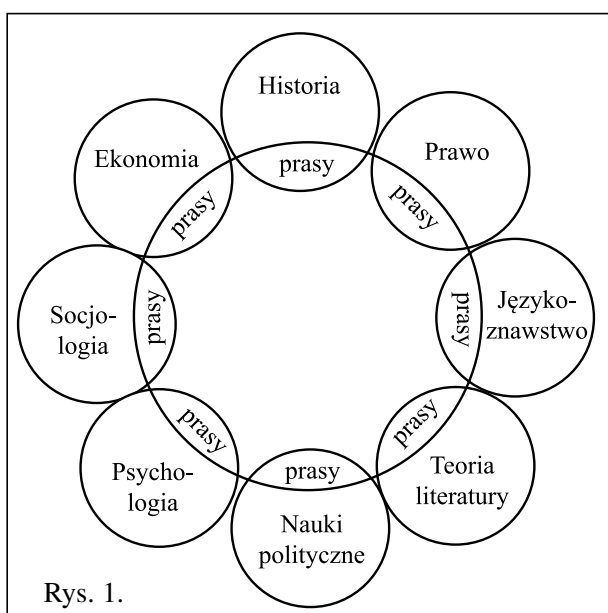 Historia
prasy
Prawo
prasy
Języko-
znawstwo
prasy
Teoria
literatury
prasy
Nauki
polityczne
prasy
Psycho-
logia
prasy
Socjo-
logia
prasy
Ekonomia
prasy
Rys. 1.